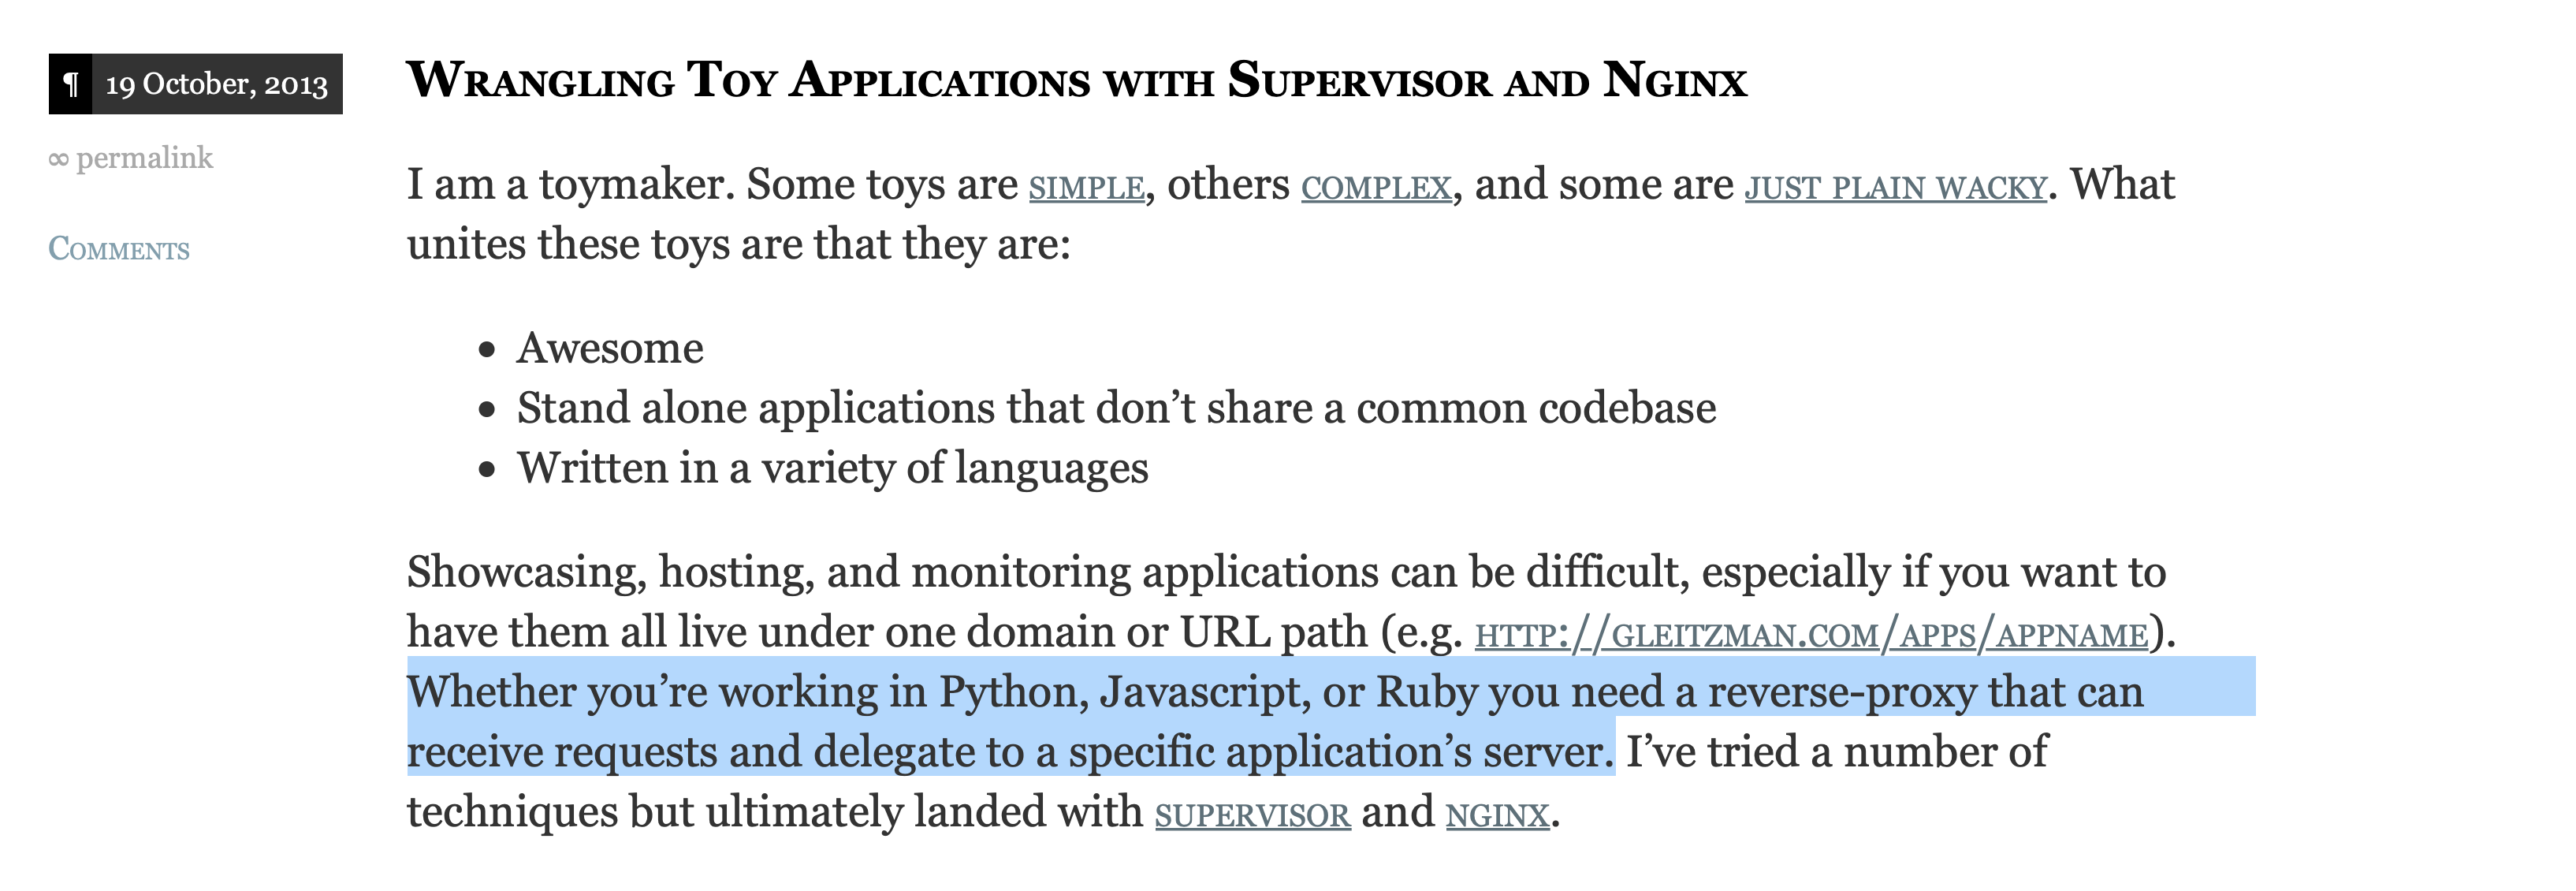 ¶ 19 October, 2013
∞ permalink
Comments
Wrangling Toy Applications with Supervisor and Nginx
I am a toymaker. Some toys are simple, others complex, and some are just plain wacky. What
unites these toys are that they are:
• Awesome
• Stand alone applications that don’t share a common codebase
• Written in a variety of languages
Showcasing, hosting, and monitoring applications can be difficult, especially if you want to
have them all live under one domain or URL path (e.g. http://gleitzman.com/apps/appname).
Whether you’re working in Python, Javascript, or Ruby you need a reverse-proxy that can
receive requests and delegate to a specific application’s server. I’ve tried a number of
techniques but ultimately landed with supervisor and nginx.